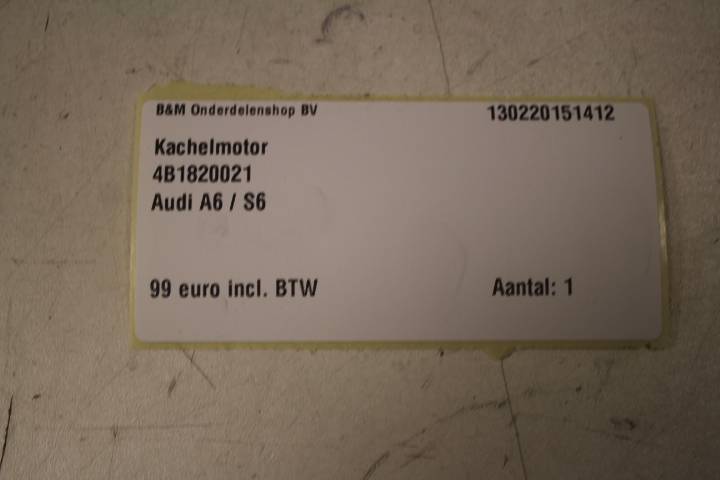 B&M Onderdelenshop BV 130220151412
Kachelmotor
4B1820021
Audi A6 / S6
99 euro incl. BTW Aantal: 1